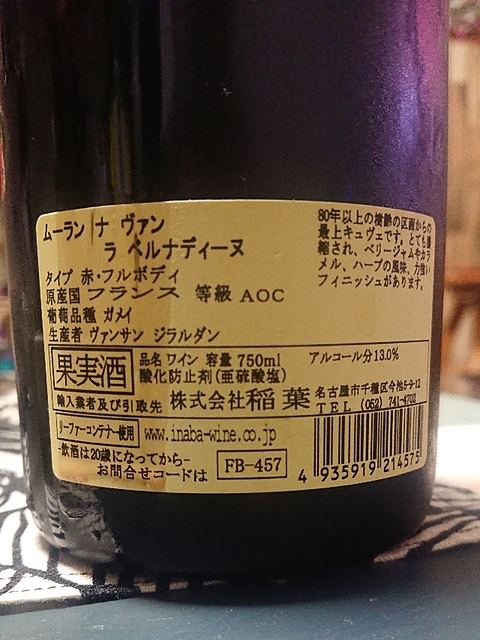 ムーラン ナ ヴァン
ラ ベルナディーヌ
80年以上の樹齢の区画からの
最上キュヴェです。とても凝
縮され、ベリージャムやカラ
メル、ハーブの風味、力強い
フィニッシュがあります。
タイプ 赤・フルボディ
原産国 フランス 等級 AOC
葡萄品種 ガメイ
生産者 ヴァンサン ジラルダン
果実酒
品名 ワイン 容量 750ml アルコール分13.0%
酸化防止剤(亜硫酸塩)
輸入業者及び引取先 株式会社 稲葉
名古屋市千種区今池5-9-12
TEL (052) 741-4702
リーファーコンテナー使用 www.inaba-wine.co.jp
-飲酒は20歳になってから-
お問合せコードは FB-457
4 935919 214575